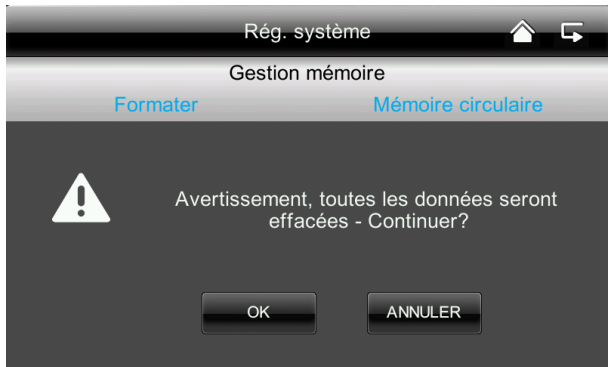 Rég. système
Gestion mémoire
Formater Mémoire circulaire
Avertissement, toutes les données seront
effacées - Continuer?
OK ANNULER